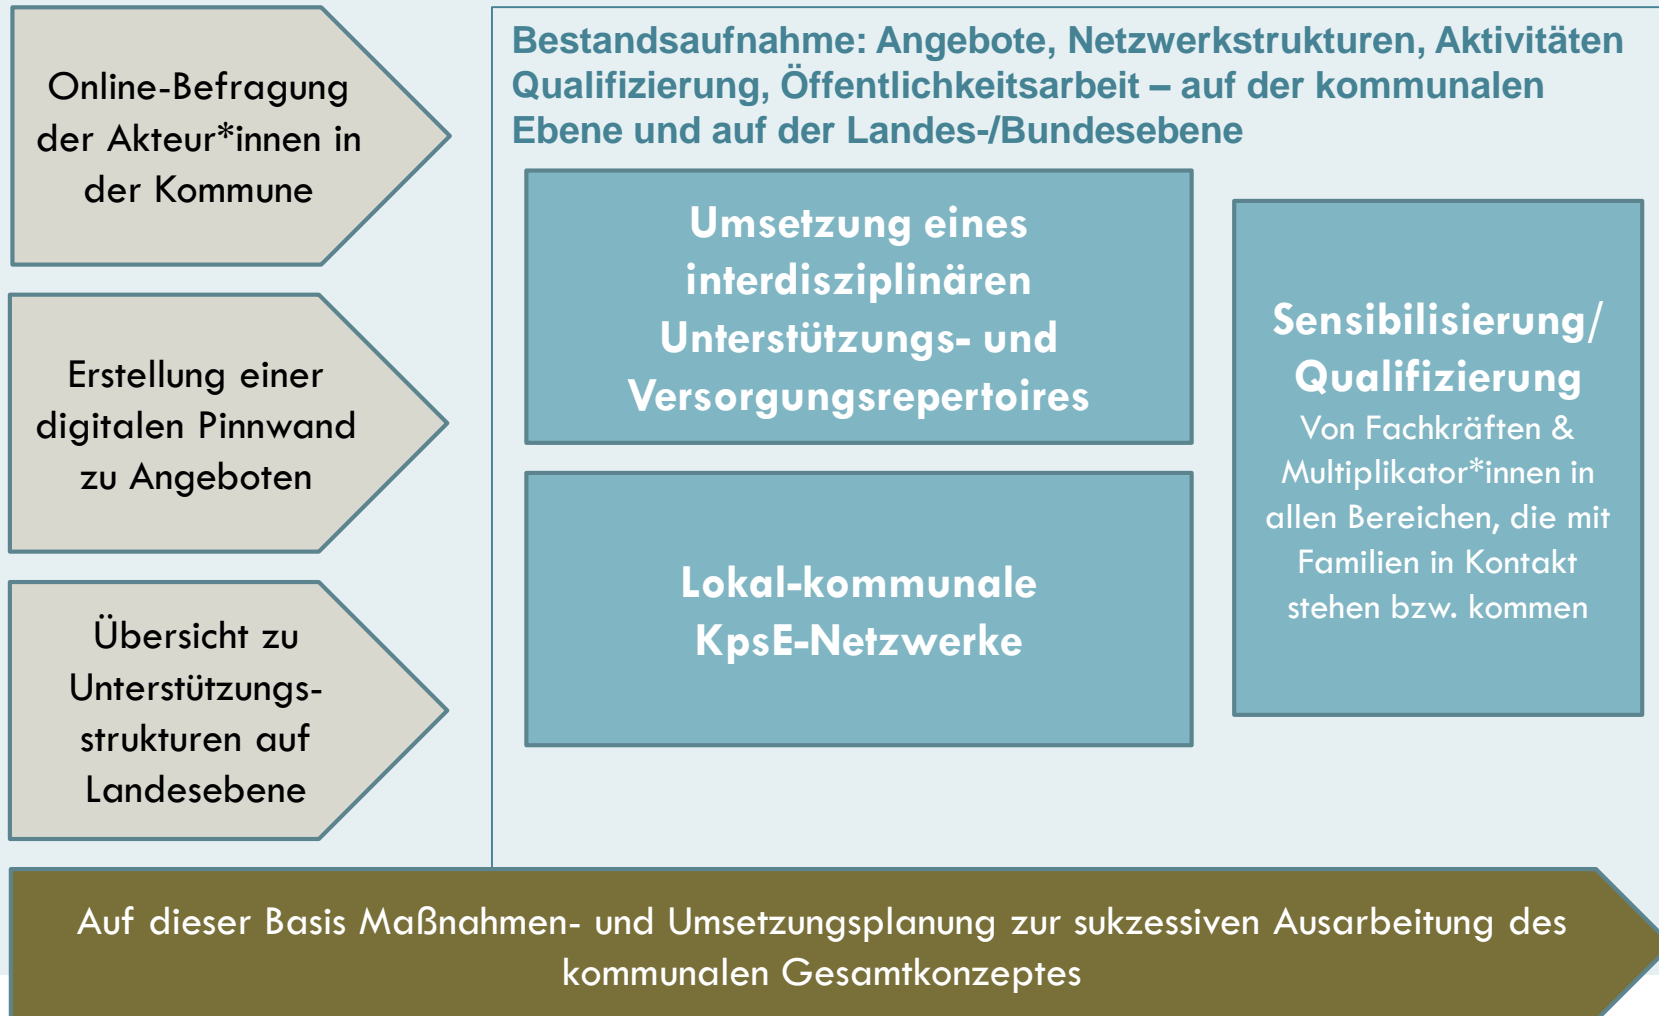 Online-Befragung
der Akteur*innen in
der Kommune
Erstellung einer
digitalen Pinnwand
zu Angeboten
Übersicht zu
Unterstützungs-
strukturen auf
Landesebene
Bestandsaufnahme: Angebote, Netzwerkstrukturen, Aktivitäten
Qualifizierung, Öffentlichkeitsarbeit – auf der kommunalen
Ebene und auf der Landes-/Bundesebene
Umsetzung eines
interdisziplinären
Unterstützungs- und
Versorgungsrepertoires
Lokal-kommunale
KpsE-Netzwerke
Sensibilisierung/
Qualifizierung
Von Fachkräften &
Multiplikator*innen in
allen Bereichen, die mit
Familien in Kontakt
stehen bzw. kommen
Auf dieser Basis Maßnahmen- und Umsetzungsplanung zur sukzessiven Ausarbeitung des
kommunalen Gesamtkonzeptes